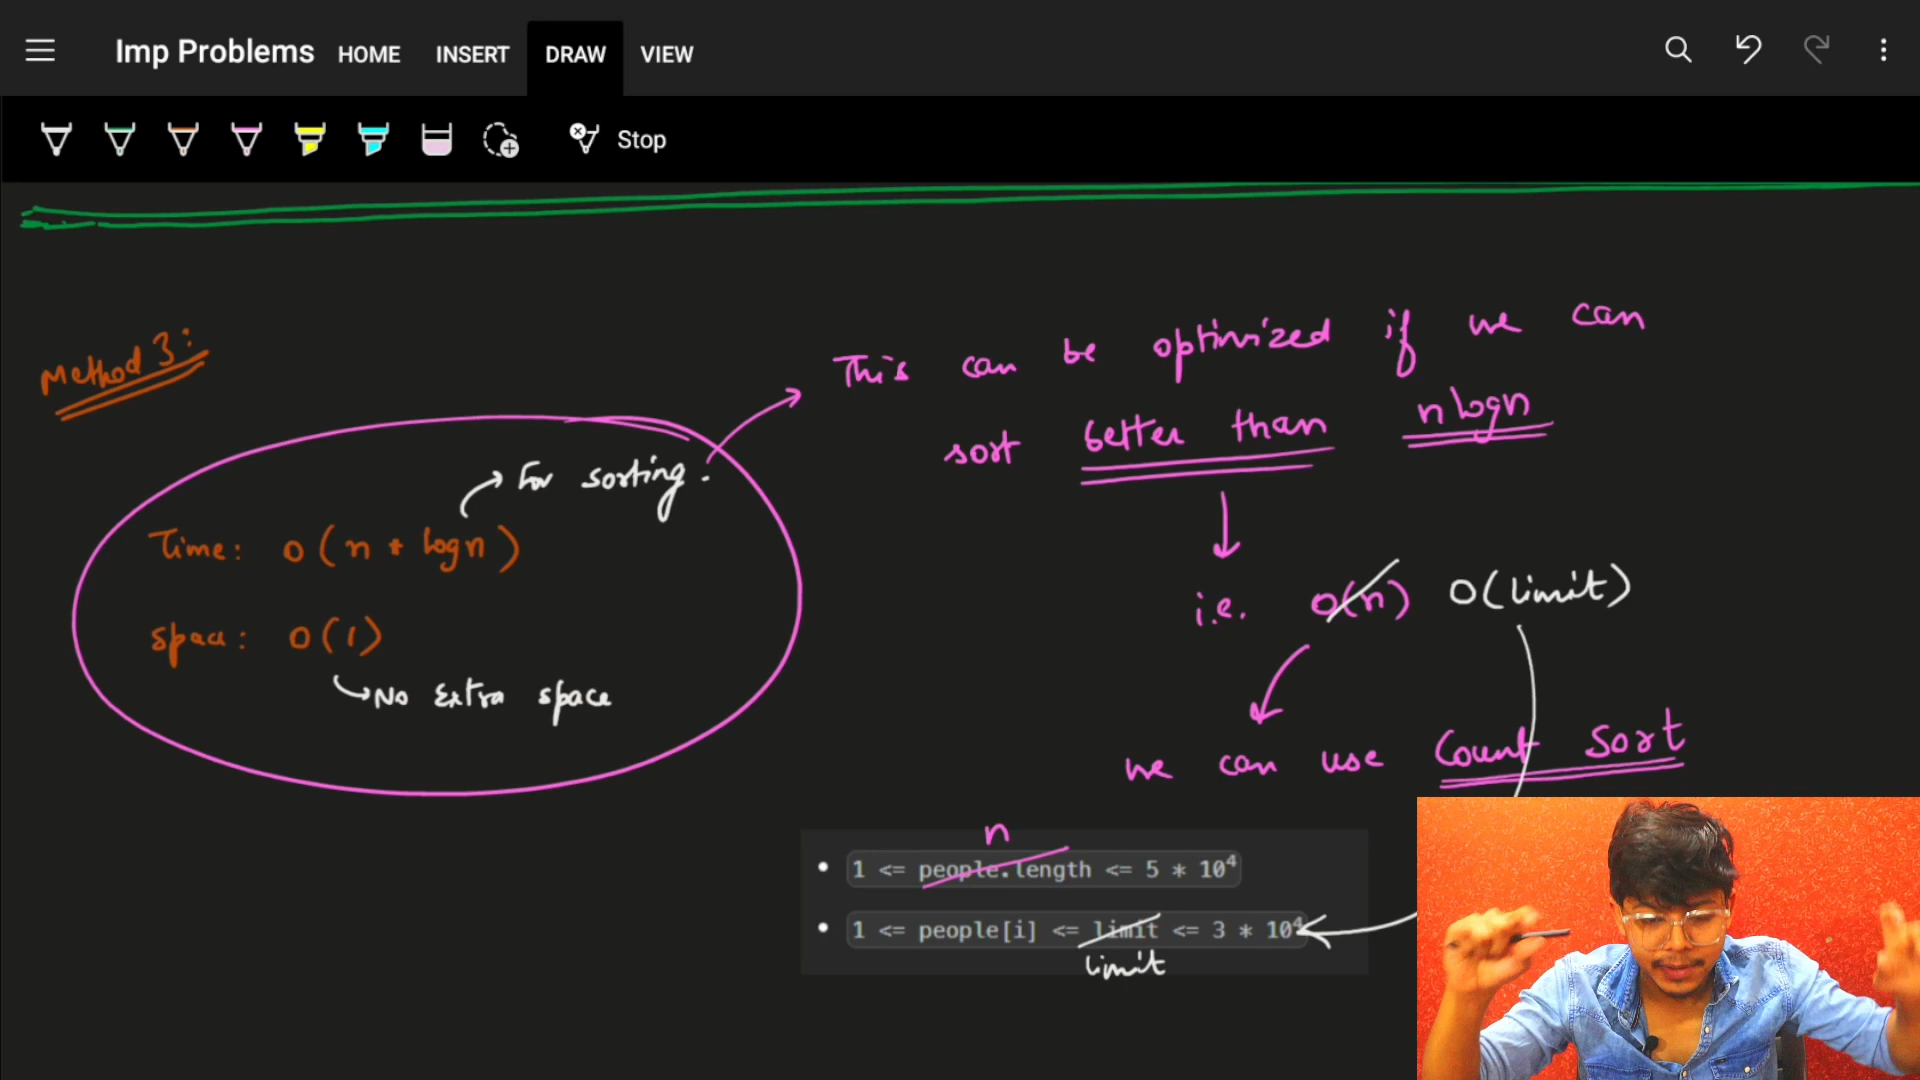 Imp Problems HOME INSERT DRAW VIEW
Stop
Method 3:
This can be optimized if we can
sort better than nlogn
For sorting.
Time: O(n * logn)
Space: O(1)
No Extra space
i.e. O(n) O(limit)
we can use Count Sort
n
1 <= people.length <= 5 * 10⁴
1 <= people[i] <= limit <= 3 * 10⁴
limit